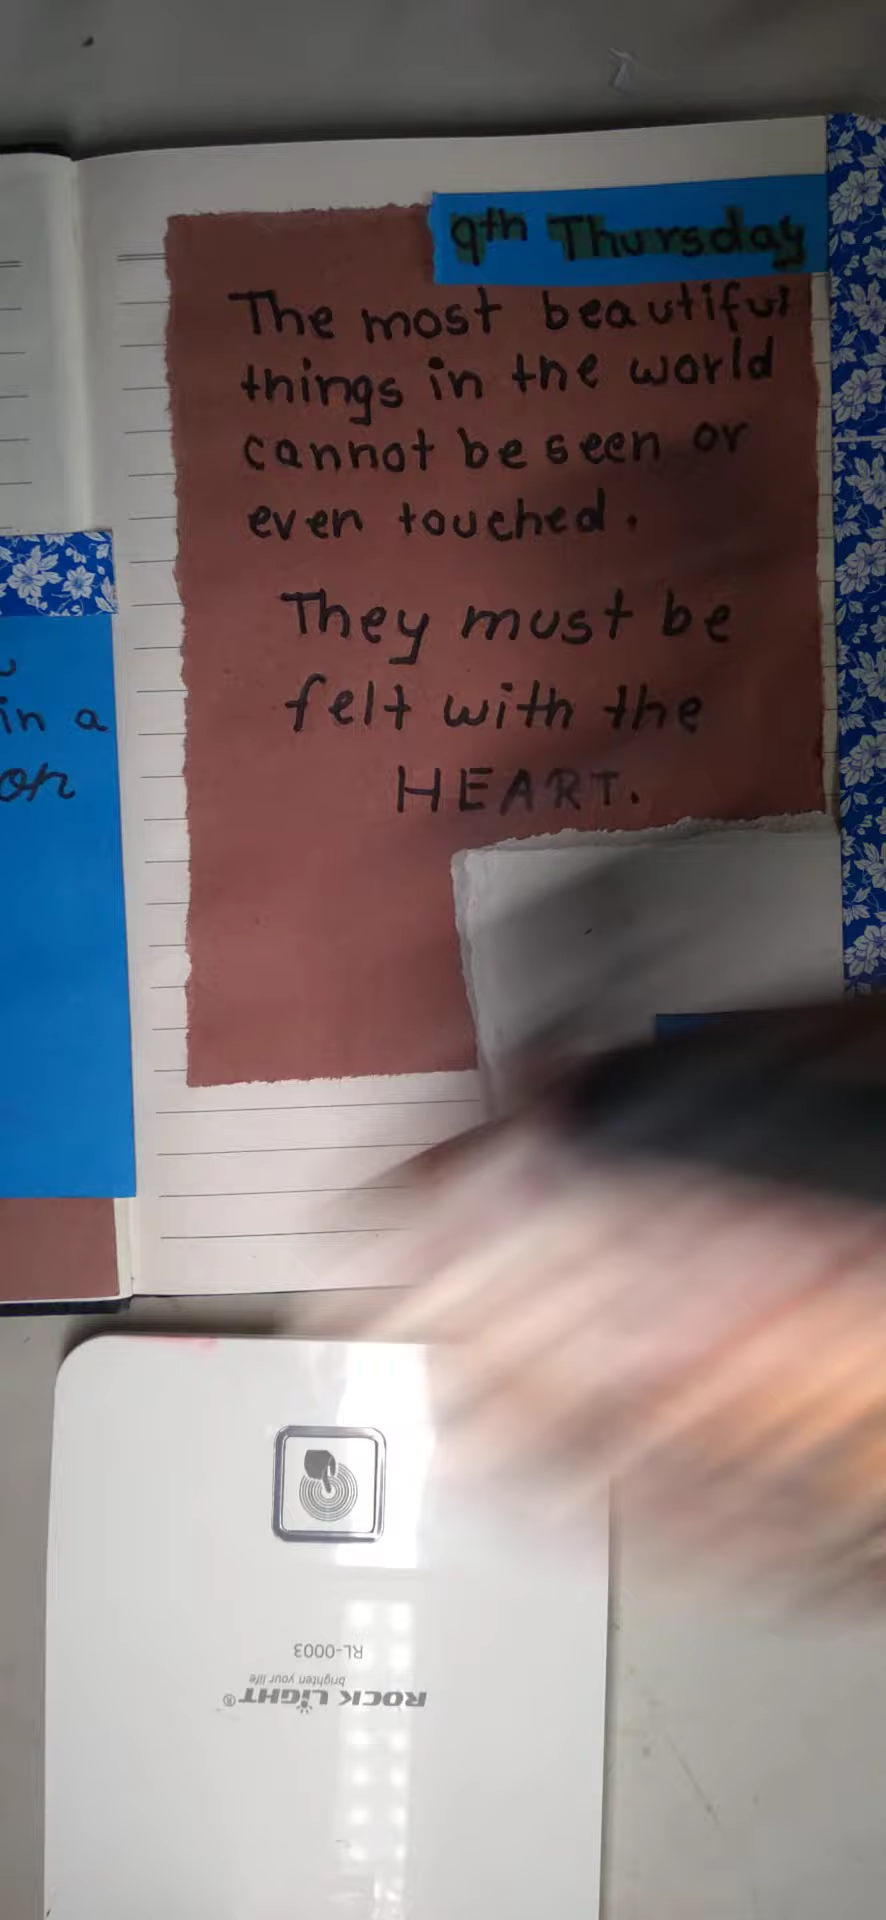 9th Thursday
The most beautiful
things in the world
cannot be seen or
even touched.
They must be
felt with the
HEART.
in a
on
RL-0003
ROCK LIGHT®
brighten your life